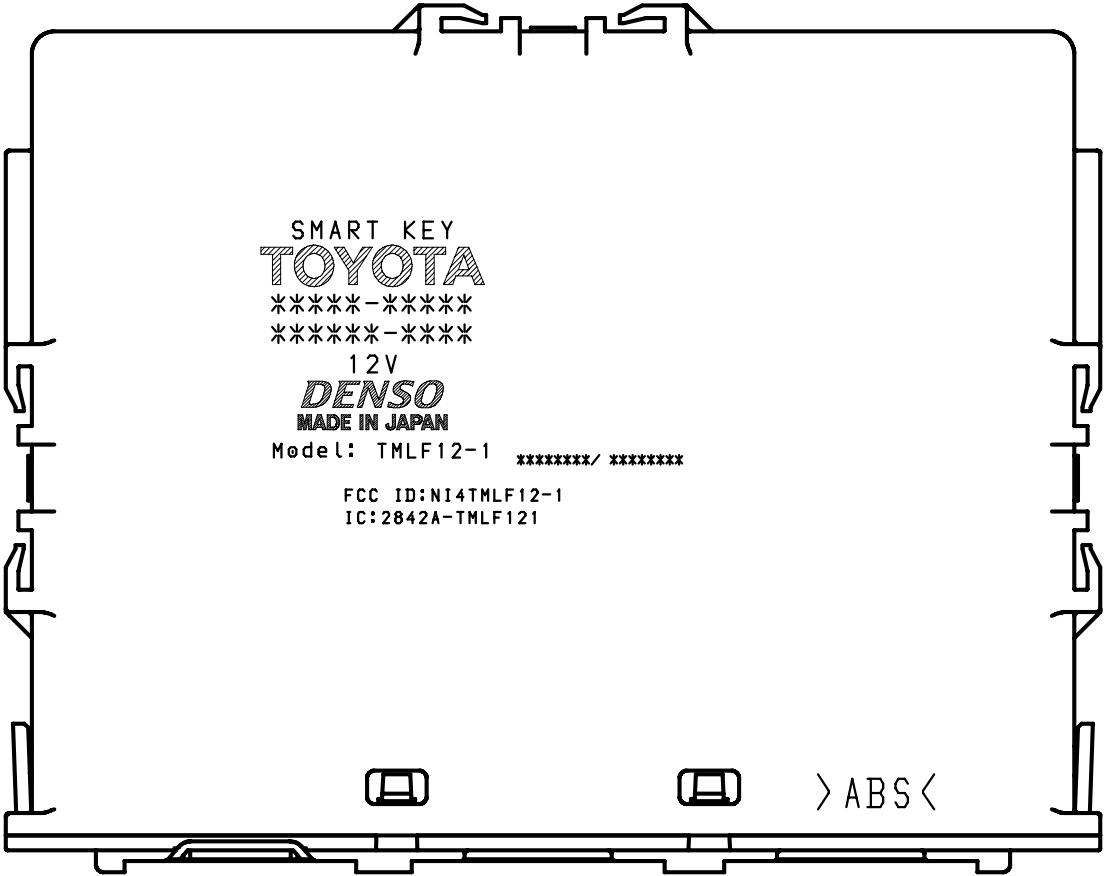 SMART KEY
TOYOTA
*****-*****
******-****
12V
DENSO
MADE IN JAPAN
Model: TMLF12-1 ********/ ********
FCC ID:NI4TMLF12-1
IC:2842A-TMLF121
>ABS<